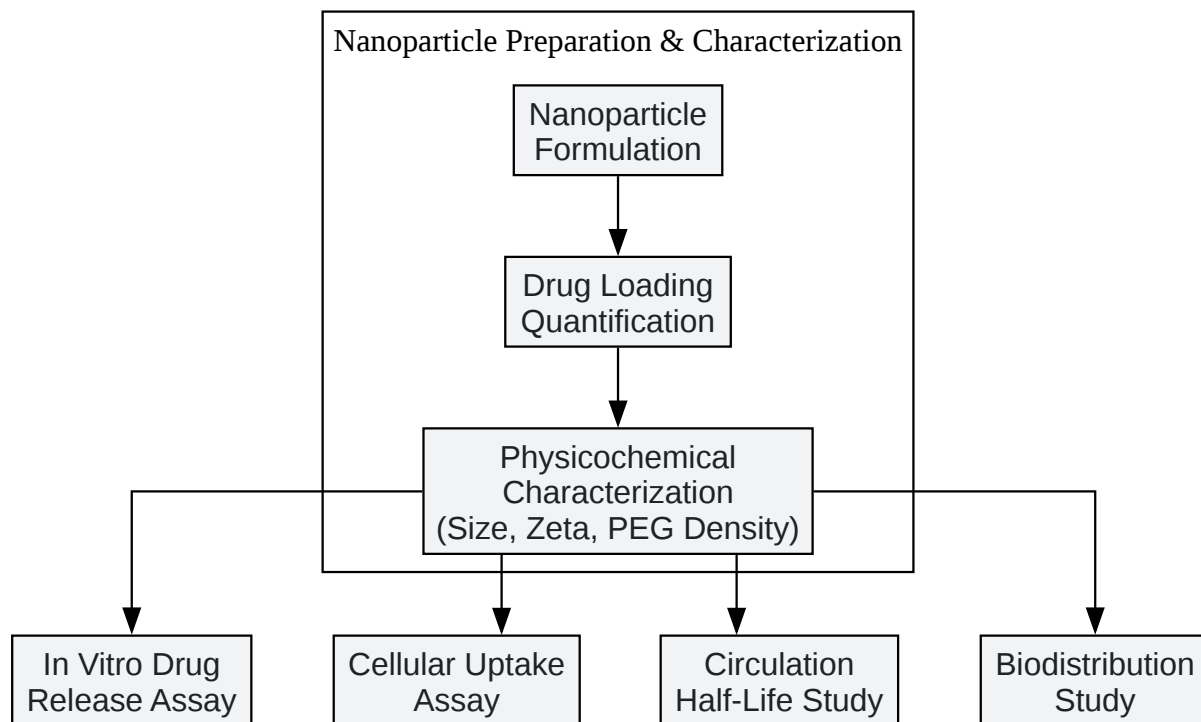 Nanoparticle Preparation & Characterization
Nanoparticle
Formulation
Drug Loading
Quantification
Physicochemical
Characterization
(Size, Zeta, PEG Density)
In Vitro Drug
Release Assay
Cellular Uptake
Assay
Circulation
Half-Life Study
Biodistribution
Study